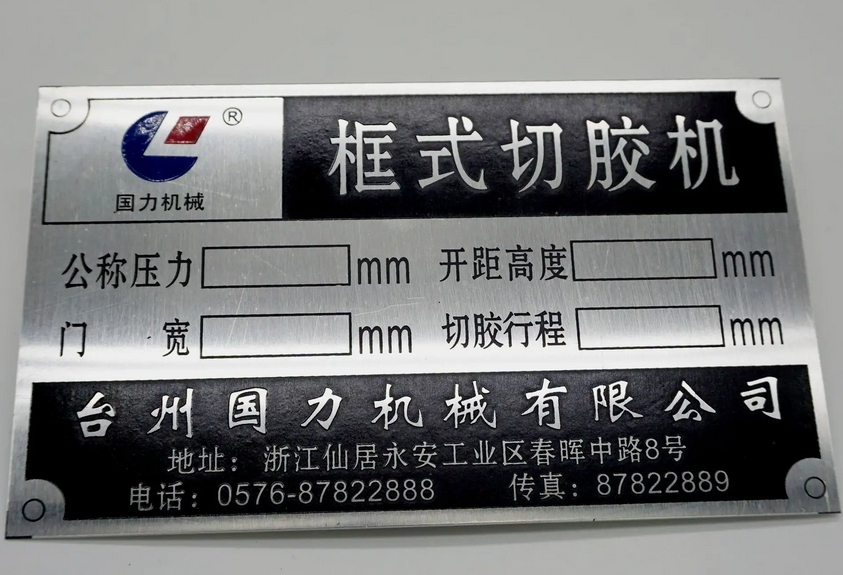 ®
国力机械
框式切胶机
公称压力 mm 开距高度 mm
门 宽 mm 切胶行程 mm
台州国力机械有限公司
地址：浙江仙居永安工业区春晖中路8号
电话：0576-87822888 传真：87822889